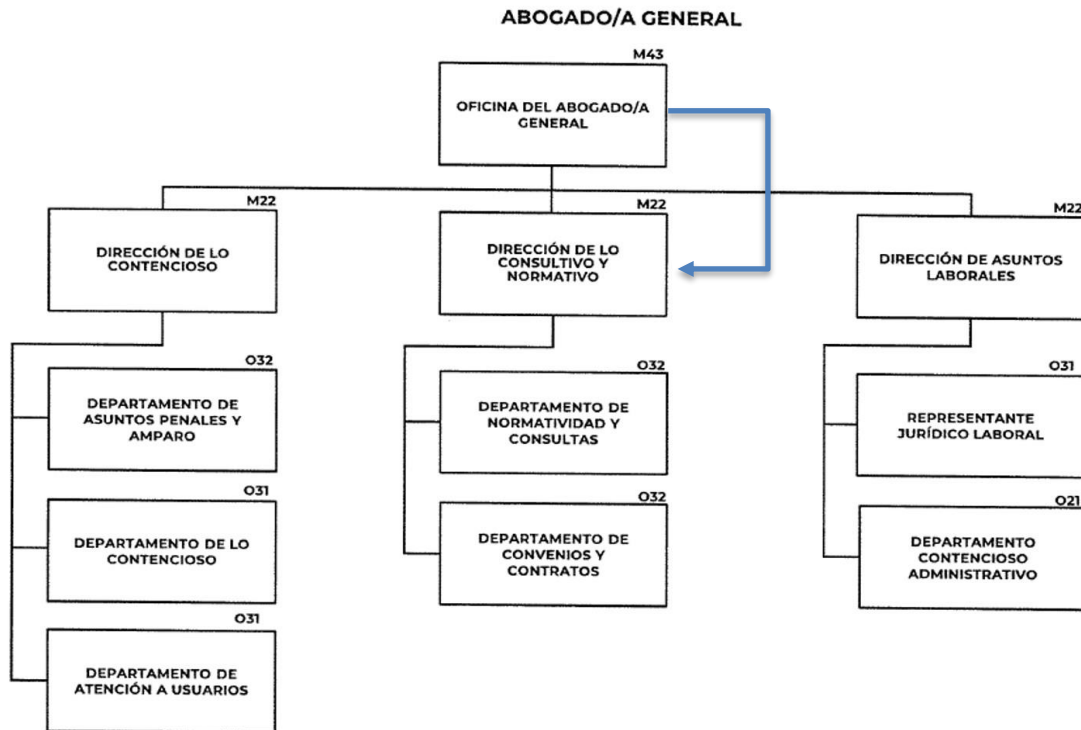 ABOGADO/A GENERAL
M43
OFICINA DEL ABOGADO/A
GENERAL
M22
DIRECCIÓN DE LO
CONTENCIOSO
M22
DIRECCIÓN DE LO
CONSULTIVO Y
NORMATIVO
M22
DIRECCIÓN DE ASUNTOS
LABORALES
O32
DEPARTAMENTO DE
ASUNTOS PENALES Y
AMPARO
O31
DEPARTAMENTO DE LO
CONTENCIOSO
O31
DEPARTAMENTO DE
ATENCIÓN A USUARIOS
O32
DEPARTAMENTO DE
NORMATIVIDAD Y
CONSULTAS
O32
DEPARTAMENTO DE
CONVENIOS Y
CONTRATOS
O31
REPRESENTANTE
JURÍDICO LABORAL
O21
DEPARTAMENTO
CONTENCIOSO
ADMINISTRATIVO